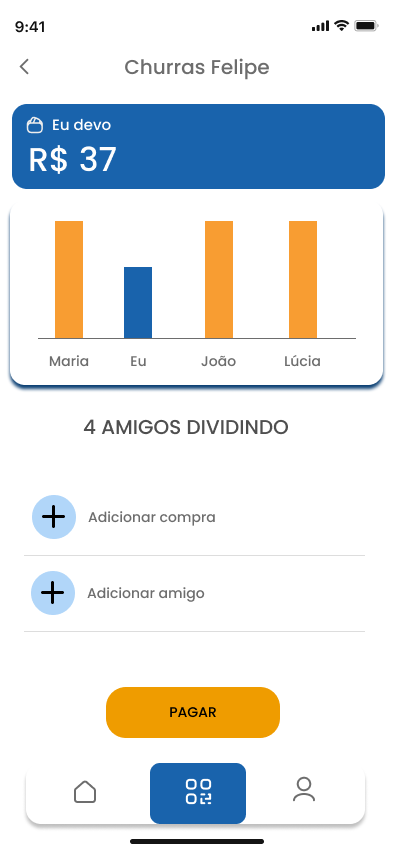 9:41
Churras Felipe
Eu devo
R$ 37
Maria Eu João Lúcia
4 AMIGOS DIVIDINDO
Adicionar compra
Adicionar amigo
PAGAR